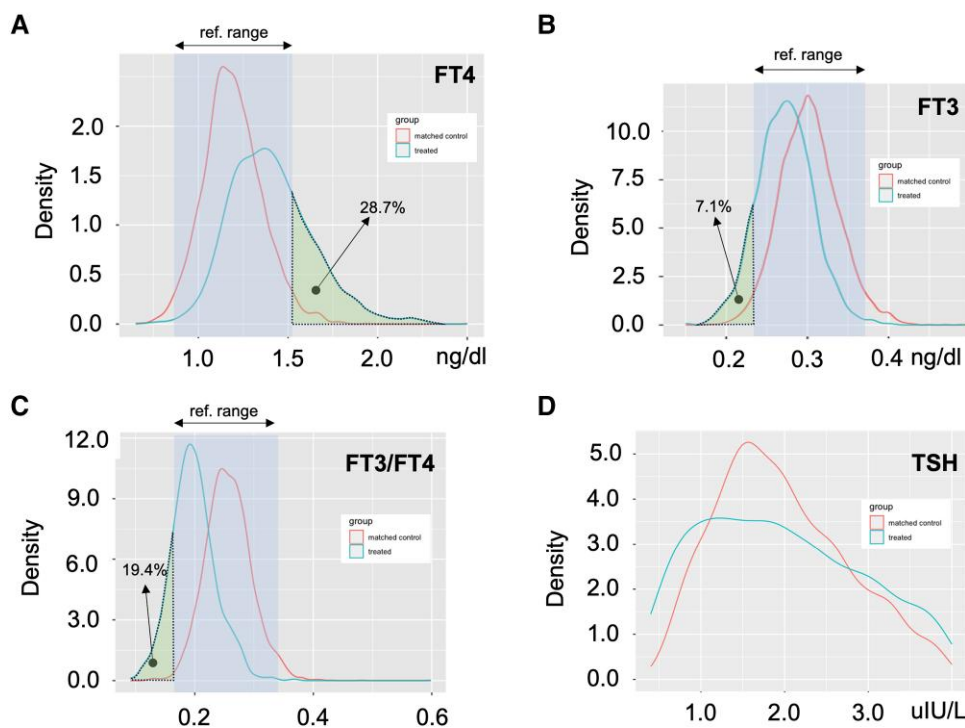 A
ref. range
FT4
group
matched control
treated
28.7%
Density
2.0
1.5
1.0
0.5
0.0
1.0 1.5 2.0 ng/dl
B
ref. range
FT3
group
matched control
treated
7.1%
Density
10.0
7.5
5.0
2.5
0.0
0.2 0.3 0.4 ng/dl
C
ref. range
FT3/FT4
group
matched control
treated
19.4%
Density
12.0
9.0
6.0
3.0
0.0
0.2 0.4 0.6
D
TSH
group
matched control
treated
Density
5.0
4.0
3.0
2.0
1.0
0.0
1.0 2.0 3.0 uIU/L